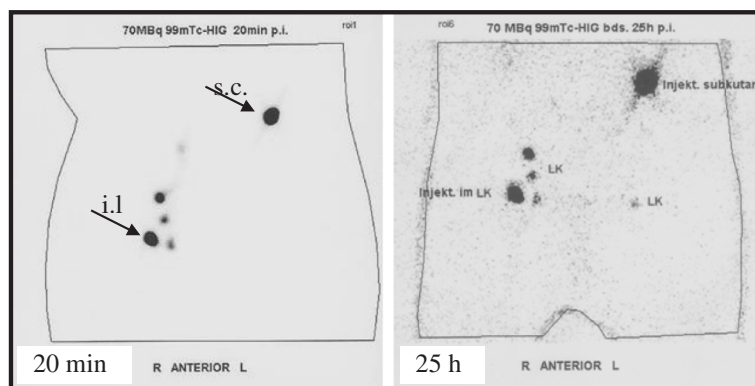 70MBq 99mTc-HIG 20min p.i.
roi1
s.c.
i.l
20 min
R ANTERIOR L
roi6
70 MBq 99mTc-HIG bds. 25h p.i.
Injekt. subkutan
LK
Injekt. im LK
LK
25 h
R ANTERIOR L